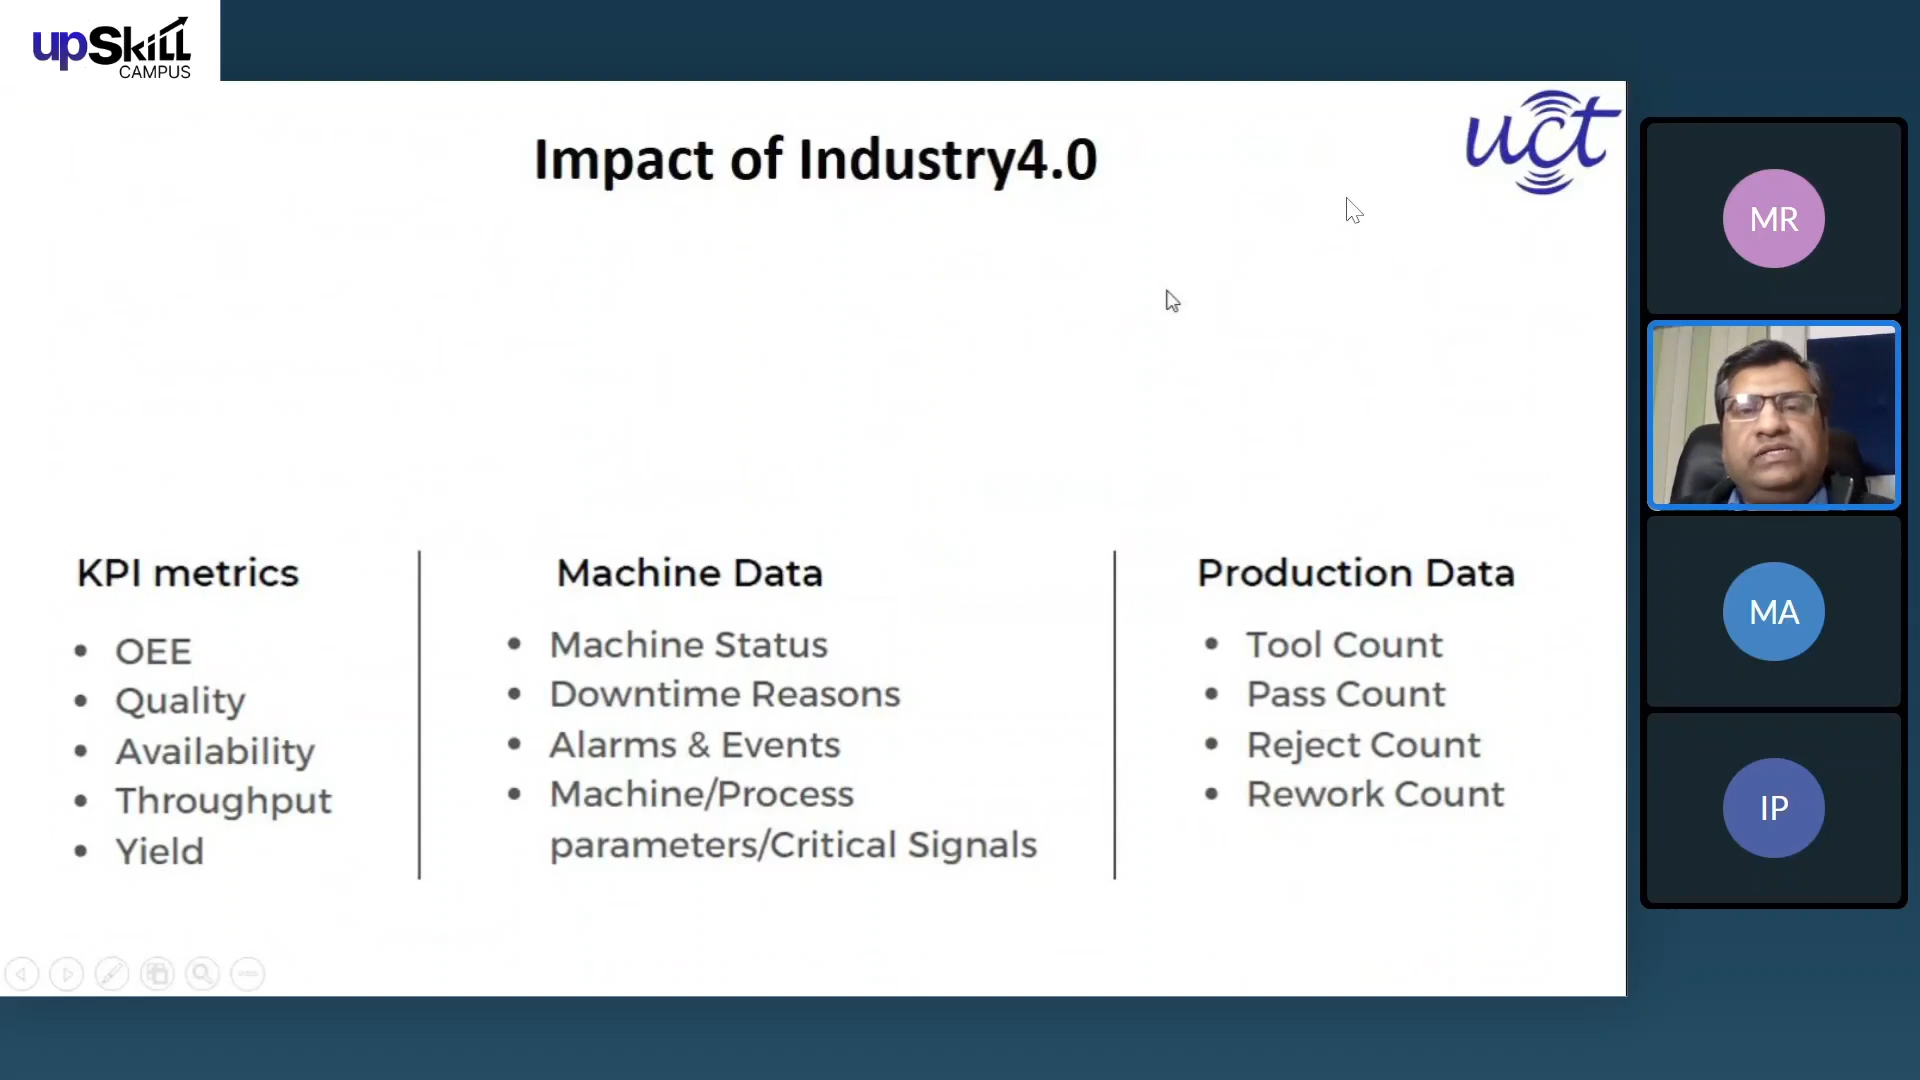 upSkill
CAMPUS
uct
Impact of Industry4.0
KPI metrics
• OEE
• Quality
• Availability
• Throughput
• Yield
Machine Data
• Machine Status
• Downtime Reasons
• Alarms & Events
• Machine/Process
parameters/Critical Signals
Production Data
• Tool Count
• Pass Count
• Reject Count
• Rework Count
MR
MA
IP